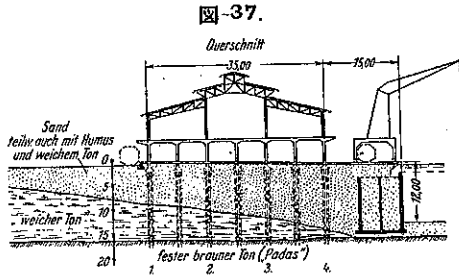 図-37.
Querschnitt
35,00
15,00
Sand
teilw. auch mit Humus
und weichem Ton
0
5
weicher Ton
10
15
20
12,00
fester brauner Ton („Padas“)
1. 2. 3. 4.